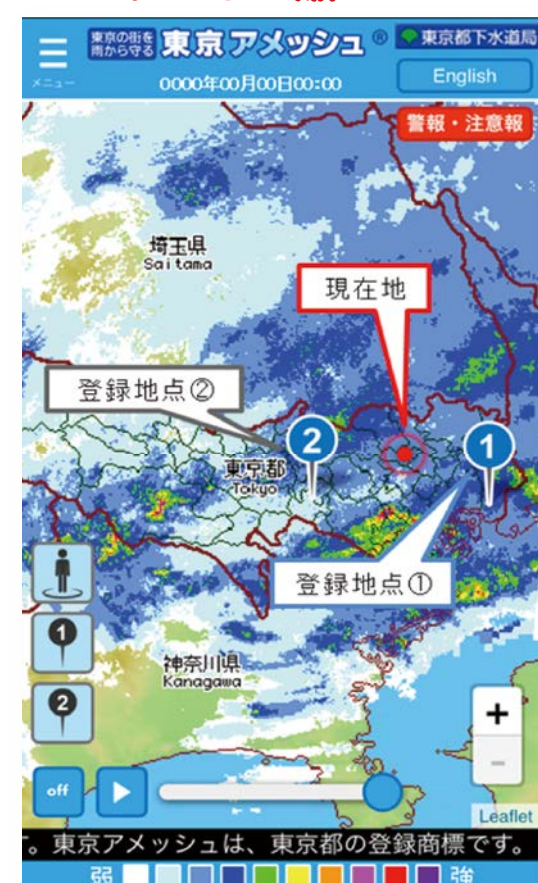 東京の街を
雨から守る
東京アメッシュ®
東京都下水道局
メニュー
0000年00月00日00:00
English
警報・注意報
埼玉県
Saitama
現在地
登録地点②
2
1
東京都
Tokyo
登録地点①
1
神奈川県
Kanagawa
2
+
-
off
Leaflet
。東京アメッシュは、東京都の登録商標です。
弱
強